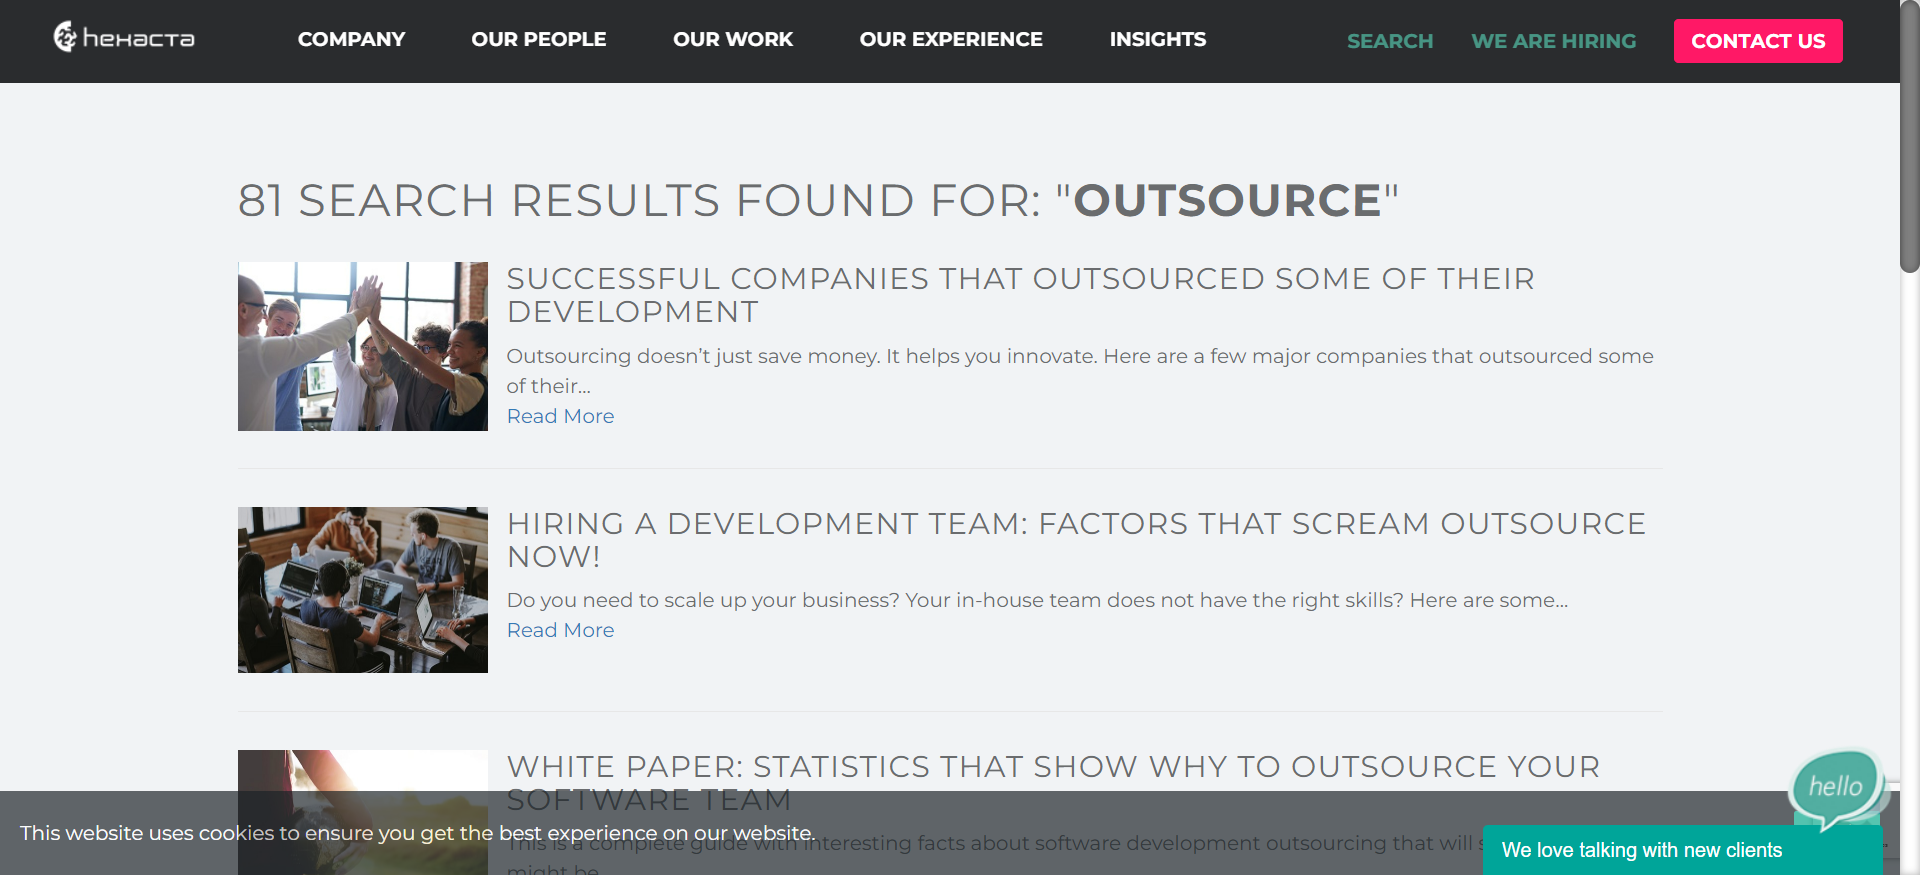 hexacta
COMPANY
OUR PEOPLE
OUR WORK
OUR EXPERIENCE
INSIGHTS
SEARCH
WE ARE HIRING
CONTACT US
81 SEARCH RESULTS FOUND FOR: "OUTSOURCE"
SUCCESSFUL COMPANIES THAT OUTSOURCED SOME OF THEIR
DEVELOPMENT
Outsourcing doesn’t just save money. It helps you innovate. Here are a few major companies that outsourced some
of their...
Read More
HIRING A DEVELOPMENT TEAM: FACTORS THAT SCREAM OUTSOURCE
NOW!
Do you need to scale up your business? Your in-house team does not have the right skills? Here are some...
Read More
WHITE PAPER: STATISTICS THAT SHOW WHY TO OUTSOURCE YOUR
SOFTWARE TEAM
This website uses cookies to ensure you get the best experience on our website.
This is a complete guide with interesting facts about software development outsourcing that will
might be
hello
We love talking with new clients